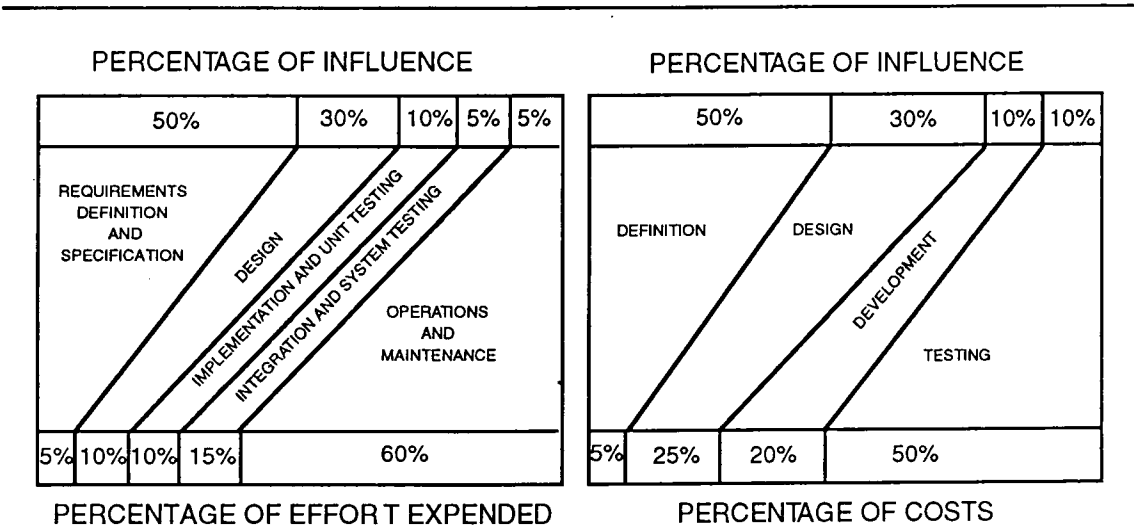 PERCENTAGE OF INFLUENCE
50% 30% 10% 5% 5%
REQUIREMENTS
DEFINITION
AND
SPECIFICATION
DESIGN
IMPLEMENTATION AND UNIT TESTING
INTEGRATION AND SYSTEM TESTING
OPERATIONS
AND
MAINTENANCE
5% 10% 10% 15% 60%
PERCENTAGE OF EFFORT EXPENDED
PERCENTAGE OF INFLUENCE
50% 30% 10% 10%
DEFINITION
DESIGN
DEVELOPMENT
TESTING
5% 25% 20% 50%
PERCENTAGE OF COSTS